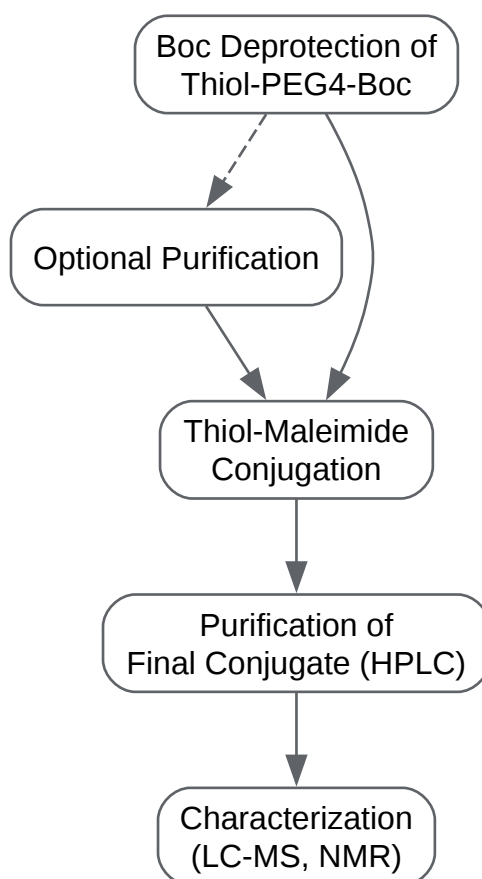 Boc Deprotection of
Thiol-PEG4-Boc
Optional Purification
Thiol-Maleimide
Conjugation
Purification of
Final Conjugate (HPLC)
Characterization
(LC-MS, NMR)